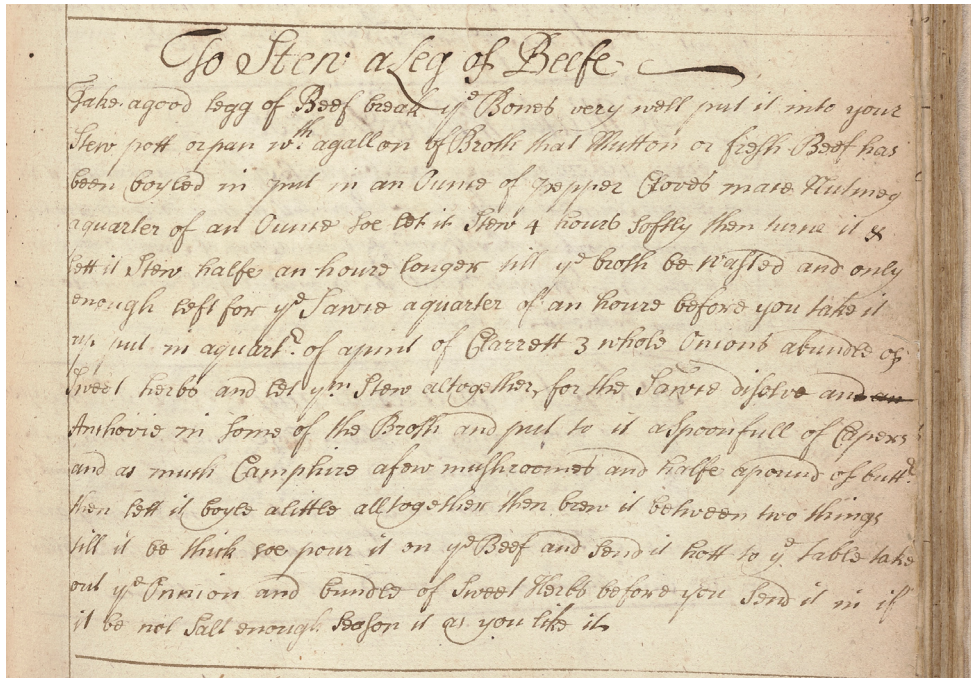 To Stew a Leg of Beefe
Take a good legg of Beef break ye Bones very well put it into your
Stew pott or pan wth a gallon of Broth that Mutton or fresh Beef has
been boyled in put in an Ounce of Pepper Cloves mace Nutmeg
a quarter of an Ounce soe let it Stew 4 hours softly then turne it &
lett it Stew halfe an houre longer till ye broth be wasted and only
enough left for ye Sawce a quarter of an houre before you take it
up put in a quartr of a pint of Clarrett 3 whole Onions a bundle of
sweet herbs and let ym Stew altogether, for the Sawce disolve an
Anchovie in some of the Broth and put to it a spoonfull of Capers
and as much Camphire a few mushroomes and halfe a pound of buttr
then lett it boyle a little alltogether then brew it between two things
till it be thick soe pour it on ye Beef and send it hott to ye table take
out ye Onnion and bundle of sweet Herbs before you send it in if
it be not salt enough season it as you like it.